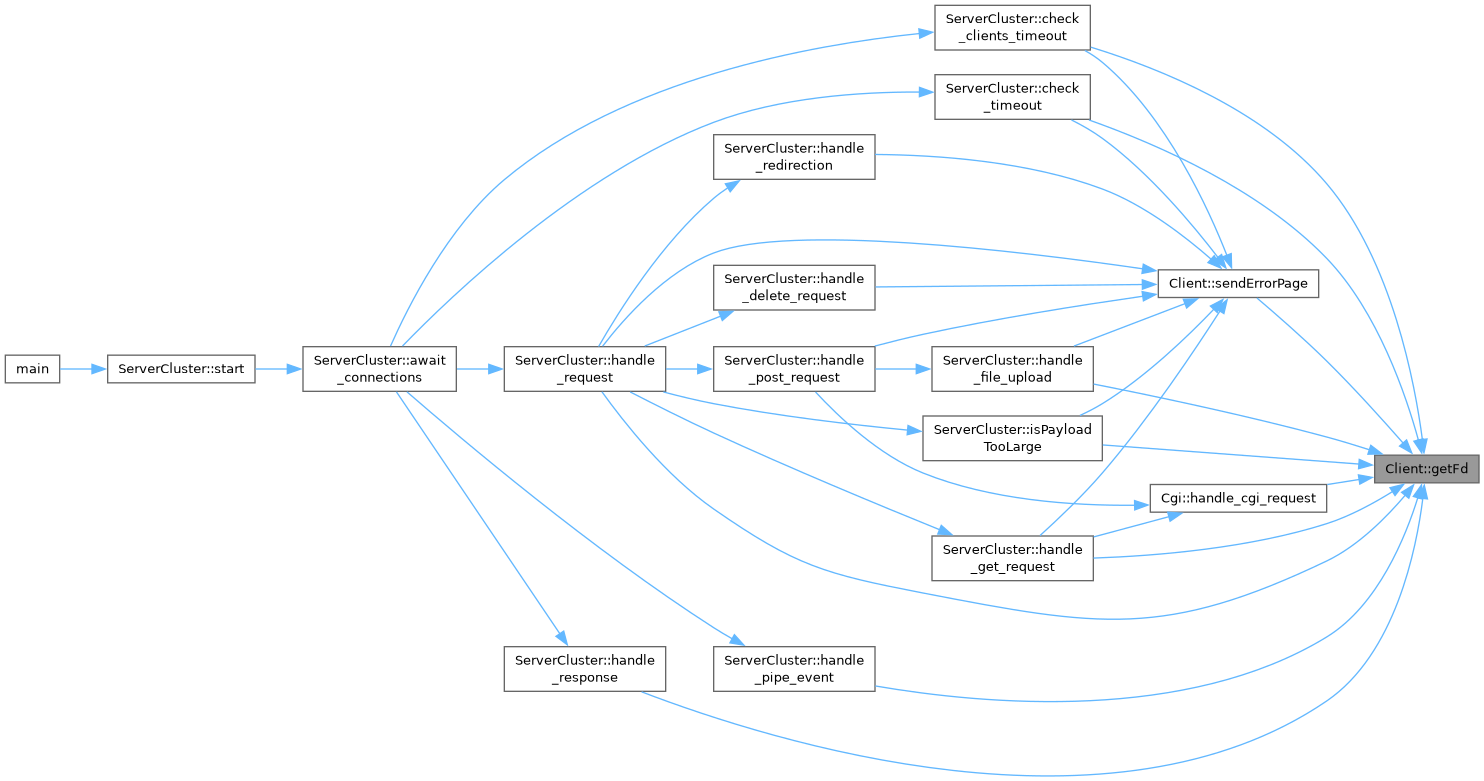 ServerCluster::check
_clients_timeout
ServerCluster::check
_timeout
ServerCluster::handle
_redirection
ServerCluster::handle
_delete_request
Client::sendErrorPage
main
ServerCluster::start
ServerCluster::await
_connections
ServerCluster::handle
_request
ServerCluster::handle
_post_request
ServerCluster::handle
_file_upload
ServerCluster::isPayload
TooLarge
Client::getFd
Cgi::handle_cgi_request
ServerCluster::handle
_get_request
ServerCluster::handle
_response
ServerCluster::handle
_pipe_event